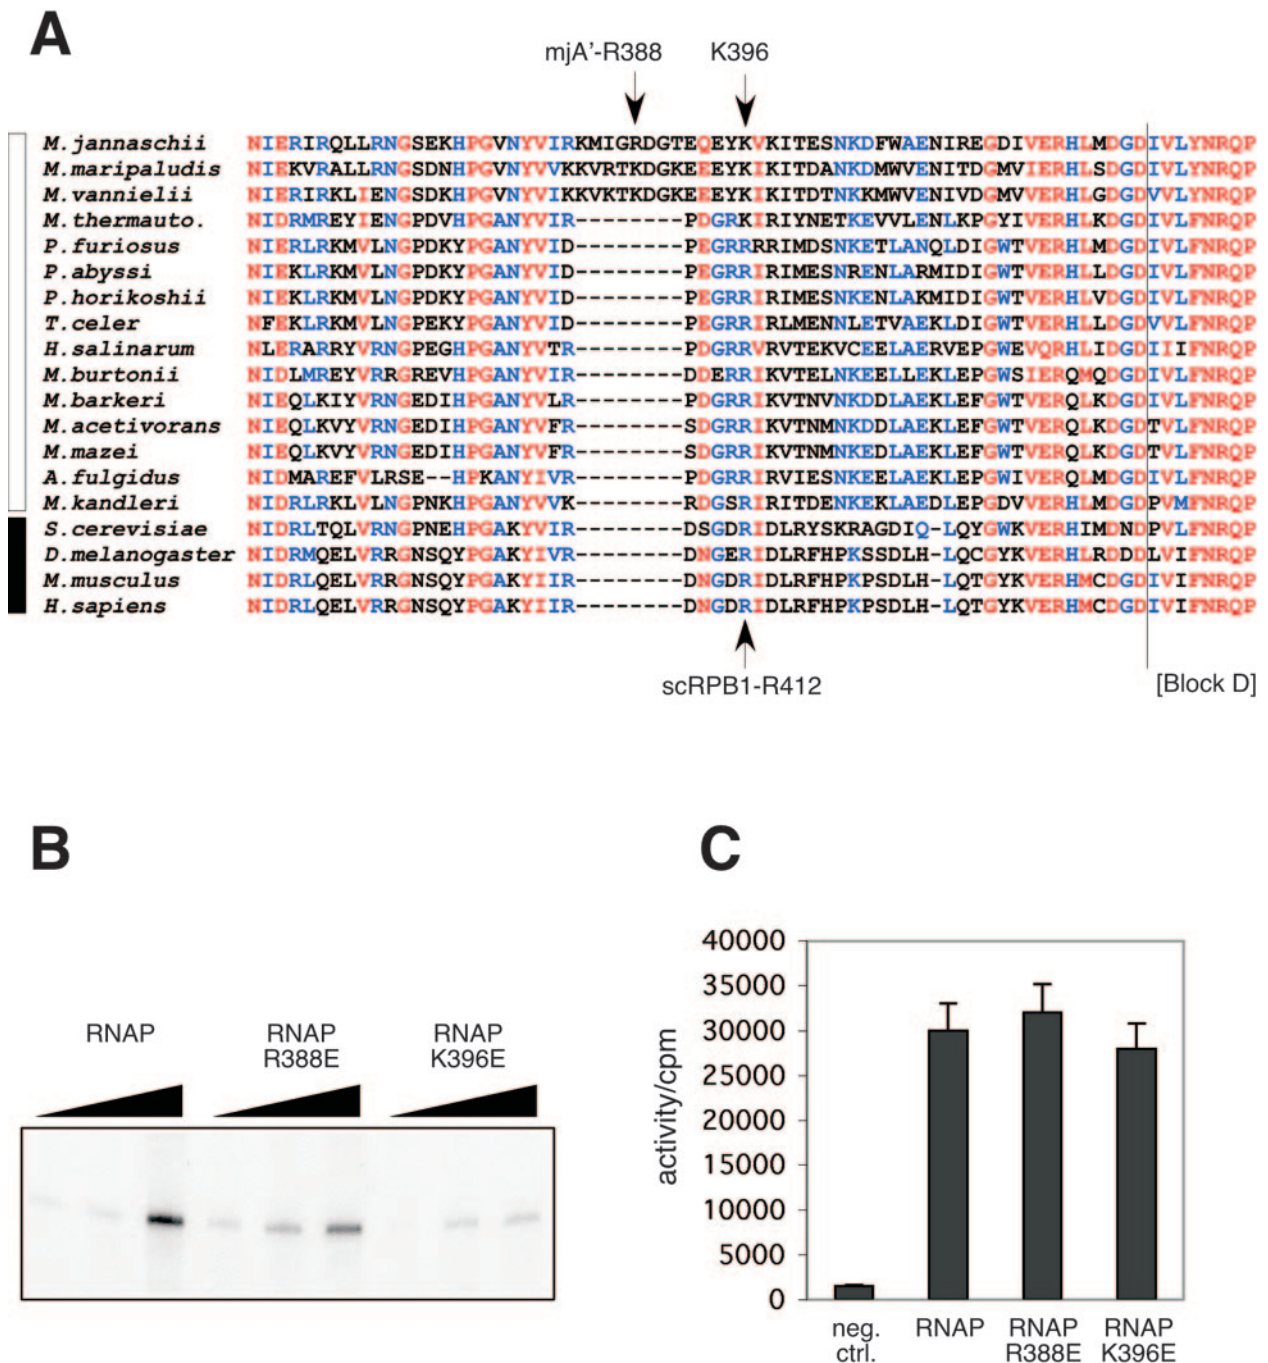 A
mjA'-R388 K396
M.jannaschii NIERIRQLLRNGSEKHPGVNYVIRKMIGRDGTEQEYKVKITESNKDFWAENIREGDIVERHLMDGDIVLYNRQP
M.maripaludis NIEKVRALLRNGSDNHPGVNYVVKKVRTKDGKEEEYKIKITDANKDMWVENITDGMVIERHLSDGDIVLYNRQP
M.vannielii NIERIRKLIENGSDNHPGVNYVIKKVKTKDGKEEEYKIKITDTNKKMWVENIVDGMVIERHLSDGDVVLYNRQP
M.thermauto. NIDRMREYIENGPDVHPGANYVIR--------PDGRKIRIYNETKEVVLENLKPGYIVERHLKDGDIVLFNRQP
P.furiosus NIERLRKMVLNGPDKYPGANYVID--------PEGRRRRIMDSNKETLANQLDIGWTVERHLMDGDIVLFNRQP
P.abyssi NIEKLRKMVLNGPDKYPGANYVID--------PEGRRIRIMESNRENLARMIDIGWTVERHLLDGDIVLFNRQP
P.horikoshii NIEKLRKMVLNGPDKYPGANYVID--------PEGRRIRIMESNKENLAKMIDIGWTVERHLVDGDIVLFNRQP
T.celer NFEKLRKMVLNGPEKYPGANYVID--------PEGRRIRLMENNLETVAEKLDIGWTVERHLLDGDVVLFNRQP
H.salinarum NLERARRYVRNGPEGHPGANYVTR--------PDGRRVRVTEKVCEELAERVEPGWEVQRHLIDGDIIIFNRQP
M.burtonii NIDLMREYVRRGREVHPGANYVIR--------DDERRIKVTELNKEELLEKLEPGWSIERQMQDGDIVLFNRQP
M.barkeri NIEQLKIYVRNGEDIHPGANYVLR--------PDGRRIKVTNVNKDDLAEKLEFGWTVERQLKDGDIVLFNRQP
M.acetivorans NIEQLKVYVRNGEDIHPGANYVFR--------SDGRRIKVTNMNKDDLAEKLEFGWTVERQLKDGDTVLFNRQP
M.mazei NIEQLKVYVRNGEDIHPGANYVFR--------SDGRRIKVTNMNKEDLAEKLEFGWTVERQLKDGDTVLFNRQP
A.fulgidus NIDMAREFVLRSE--HPKANYIVR--------PDGRRIRVIESNKEELAEKLEPGWIVERQLMDGDIVLFNRQP
M.kandleri NIDRLRKLVLNGPNKHPGANYVVK--------RDGSRIRITDENKEKLAEDLEPGDVVERHLMDGDPVMFNRQP
S.cerevisiae NIDRLTQLVRNGPNEHPGAKYVIR--------DSGDRIDLRYSKRAGDIQ-LQYGWKVERHIMDNDPVLFNRQP
D.melanogaster NIDRMQELVRRGNSQYPGAKYIVR--------DNGERIDLRFHPKSSDLH-LQCGYKVERHLRDDDLVIFNRQP
M.musculus NIDRLQELVRRGNSQYPGAKYIIR--------DNGDRIDLRFHPKPSDLH-LQTGYKVERHMCDGDIVIFNRQP
H.sapiens NIDRLQELVRRGNSQYPGAKYIIR--------DNGDRIDLRFHPKPSDLH-LQTGYKVERHMCDGDIVIFNRQP
scRPB1-R412 [Block D]
B
RNAP RNAP R388E RNAP K396E
C
activity/cpm
40000
35000
30000
25000
20000
15000
10000
5000
0
neg. ctrl. RNAP RNAP R388E RNAP K396E